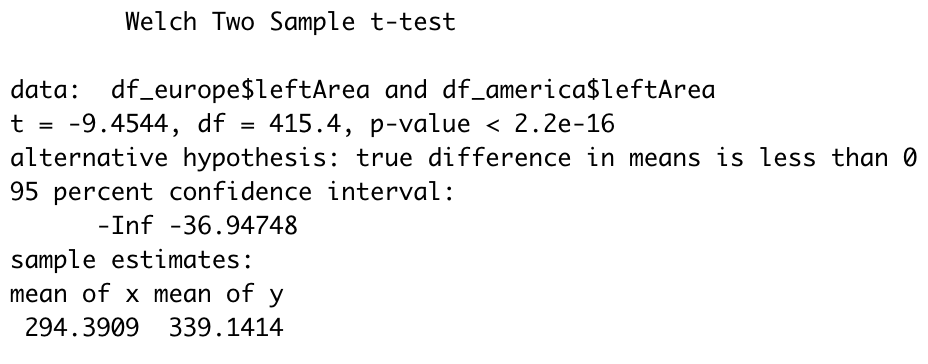 Welch Two Sample t-test
data:  df_europe$leftArea and df_america$leftArea
t = -9.4544, df = 415.4, p-value < 2.2e-16
alternative hypothesis: true difference in means is less than 0
95 percent confidence interval:
-Inf -36.94748
sample estimates:
mean of x mean of y
294.3909  339.1414